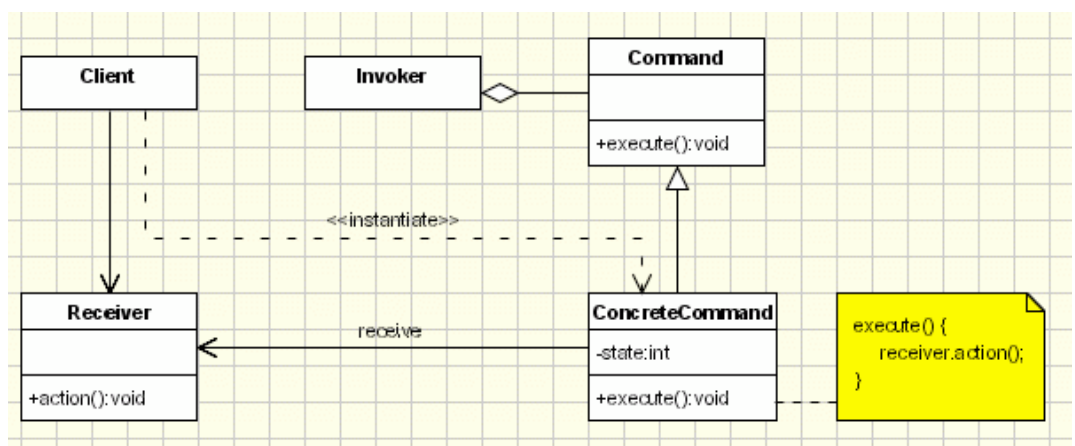 Client
Invoker
Command
+execute():void
<<instantiate>>
Receiver
+action():void
receive
ConcreteCommand
-state:int
+execute():void
execute() {
receiver.action();
}